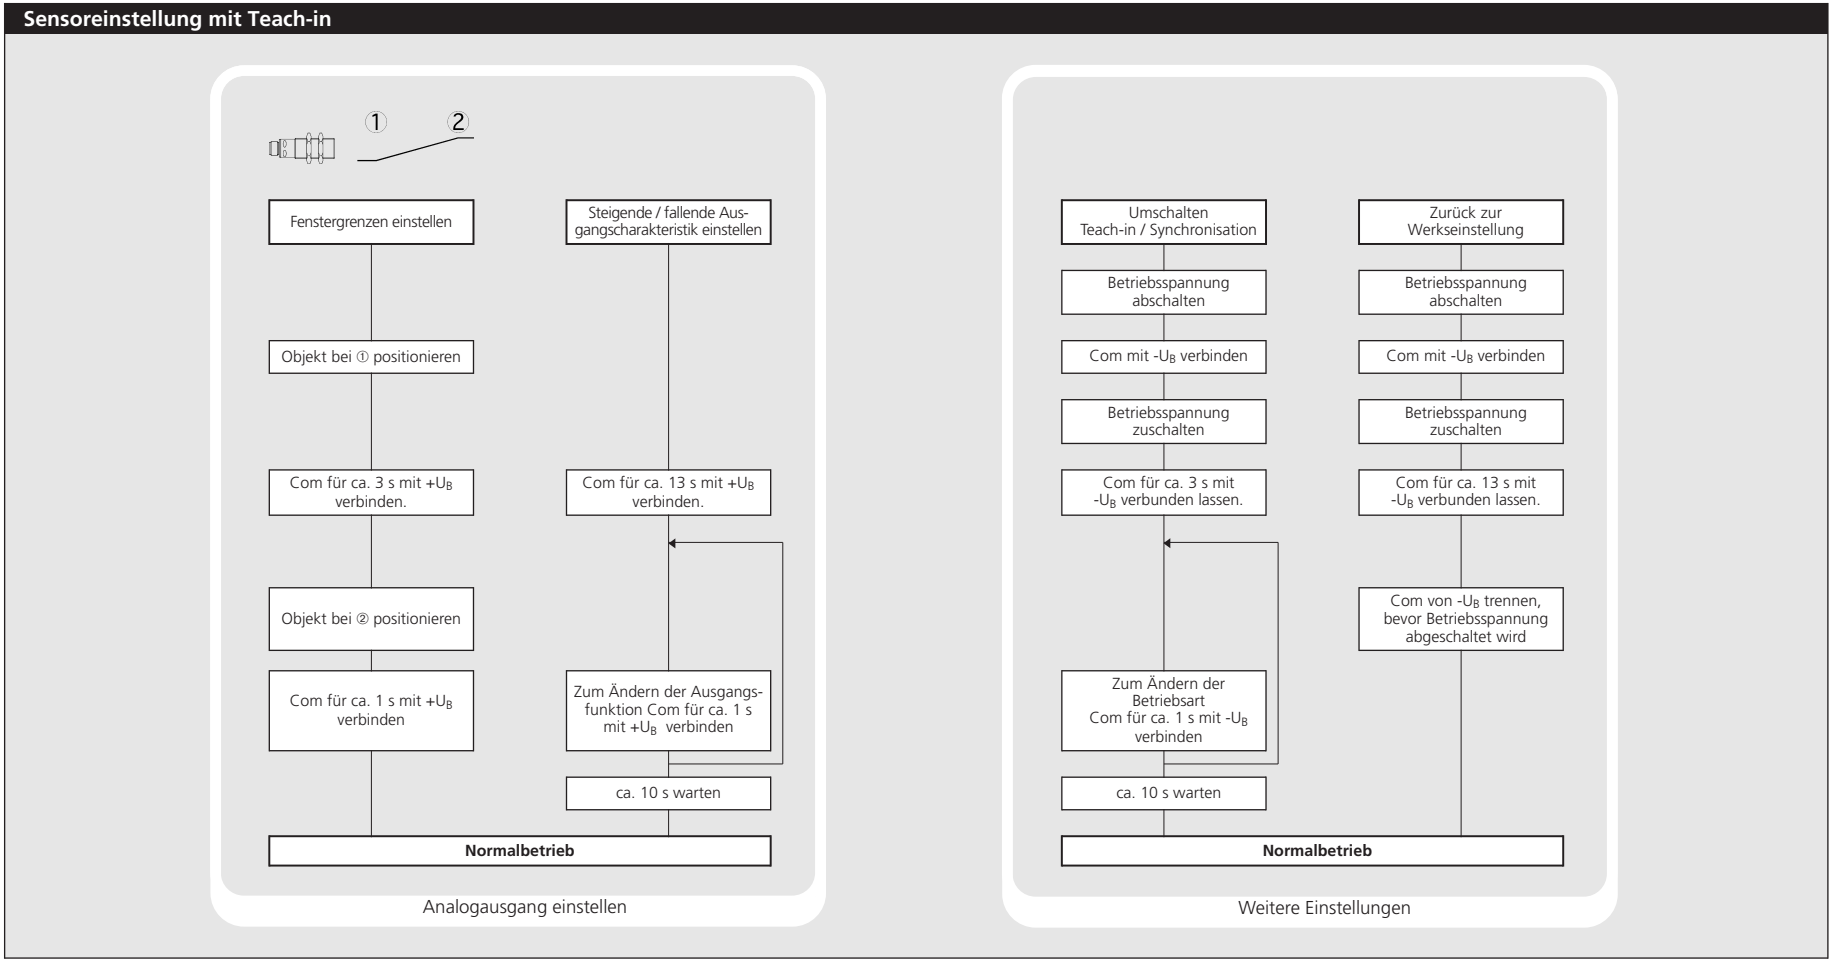 Sensoreinstellung mit Teach-in
① ②
Fenstergrenzen einstellen
Objekt bei ① positionieren
Com für ca. 3 s mit +UB
verbinden.
Objekt bei ② positionieren
Com für ca. 1 s mit +UB
verbinden
Steigende / fallende Aus-
gangscharakteristik einstellen
Com für ca. 13 s mit +UB
verbinden.
Zum Ändern der Ausgangs-
funktion Com für ca. 1 s
mit +UB verbinden
ca. 10 s warten
Normalbetrieb
Analogausgang einstellen
Umschalten
Teach-in / Synchronisation
Betriebsspannung
abschalten
Com mit -UB verbinden
Betriebsspannung
zuschalten
Com für ca. 3 s mit
-UB verbunden lassen.
Zum Ändern der
Betriebsart
Com für ca. 1 s mit -UB
verbinden
ca. 10 s warten
Zurück zur
Werkseinstellung
Betriebsspannung
abschalten
Com mit -UB verbinden
Betriebsspannung
zuschalten
Com für ca. 13 s mit
-UB verbunden lassen.
Com von -UB trennen,
bevor Betriebsspannung
abgeschaltet wird
Normalbetrieb
Weitere Einstellungen